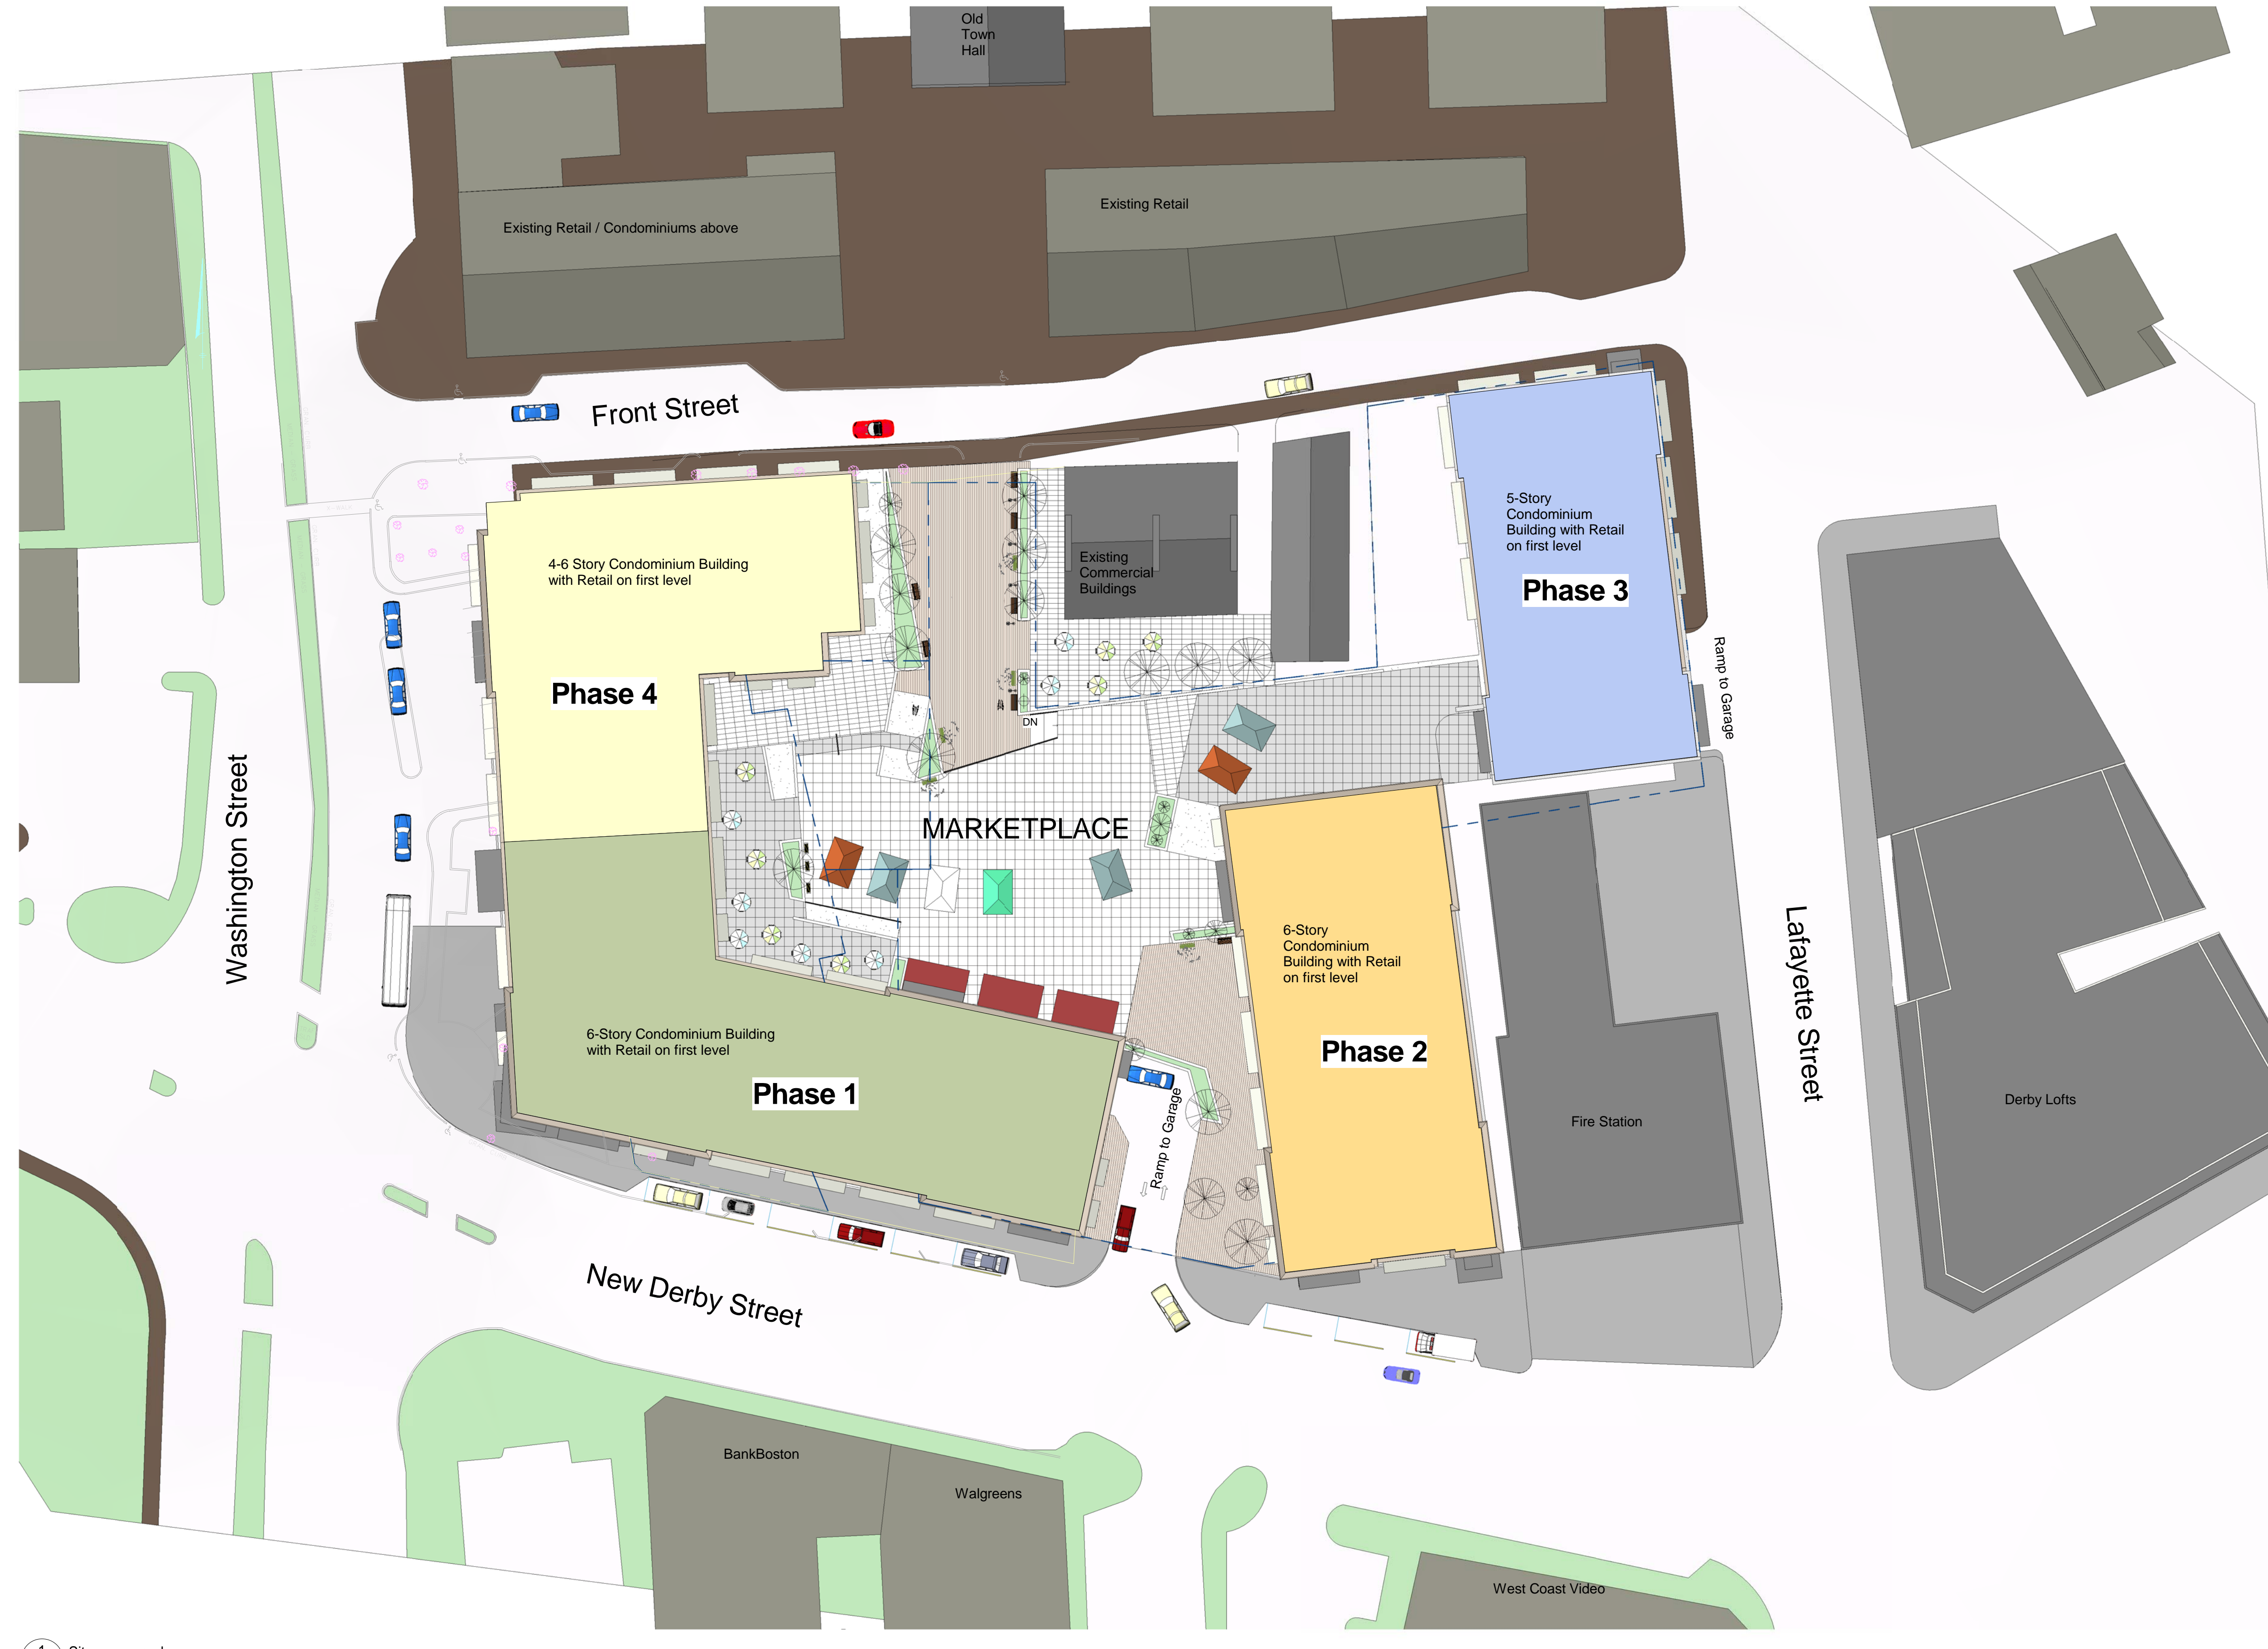 Old
Town
Hall
Existing Retail / Condominiums above
Existing Retail
Front Street
4-6 Story Condominium Building
with Retail on first level
Phase 4
Existing
Commercial
Buildings
5-Story
Condominium
Building with Retail
on first level
Phase 3
Ramp to Garage
DN
MARKETPLACE
Washington Street
6-Story
Condominium
Building with Retail
on first level
Phase 2
Lafayette Street
6-Story Condominium Building
with Retail on first level
Phase 1
Ramp to Garage
Fire Station
Derby Lofts
New Derby Street
BankBoston
Walgreens
West Coast Video
1